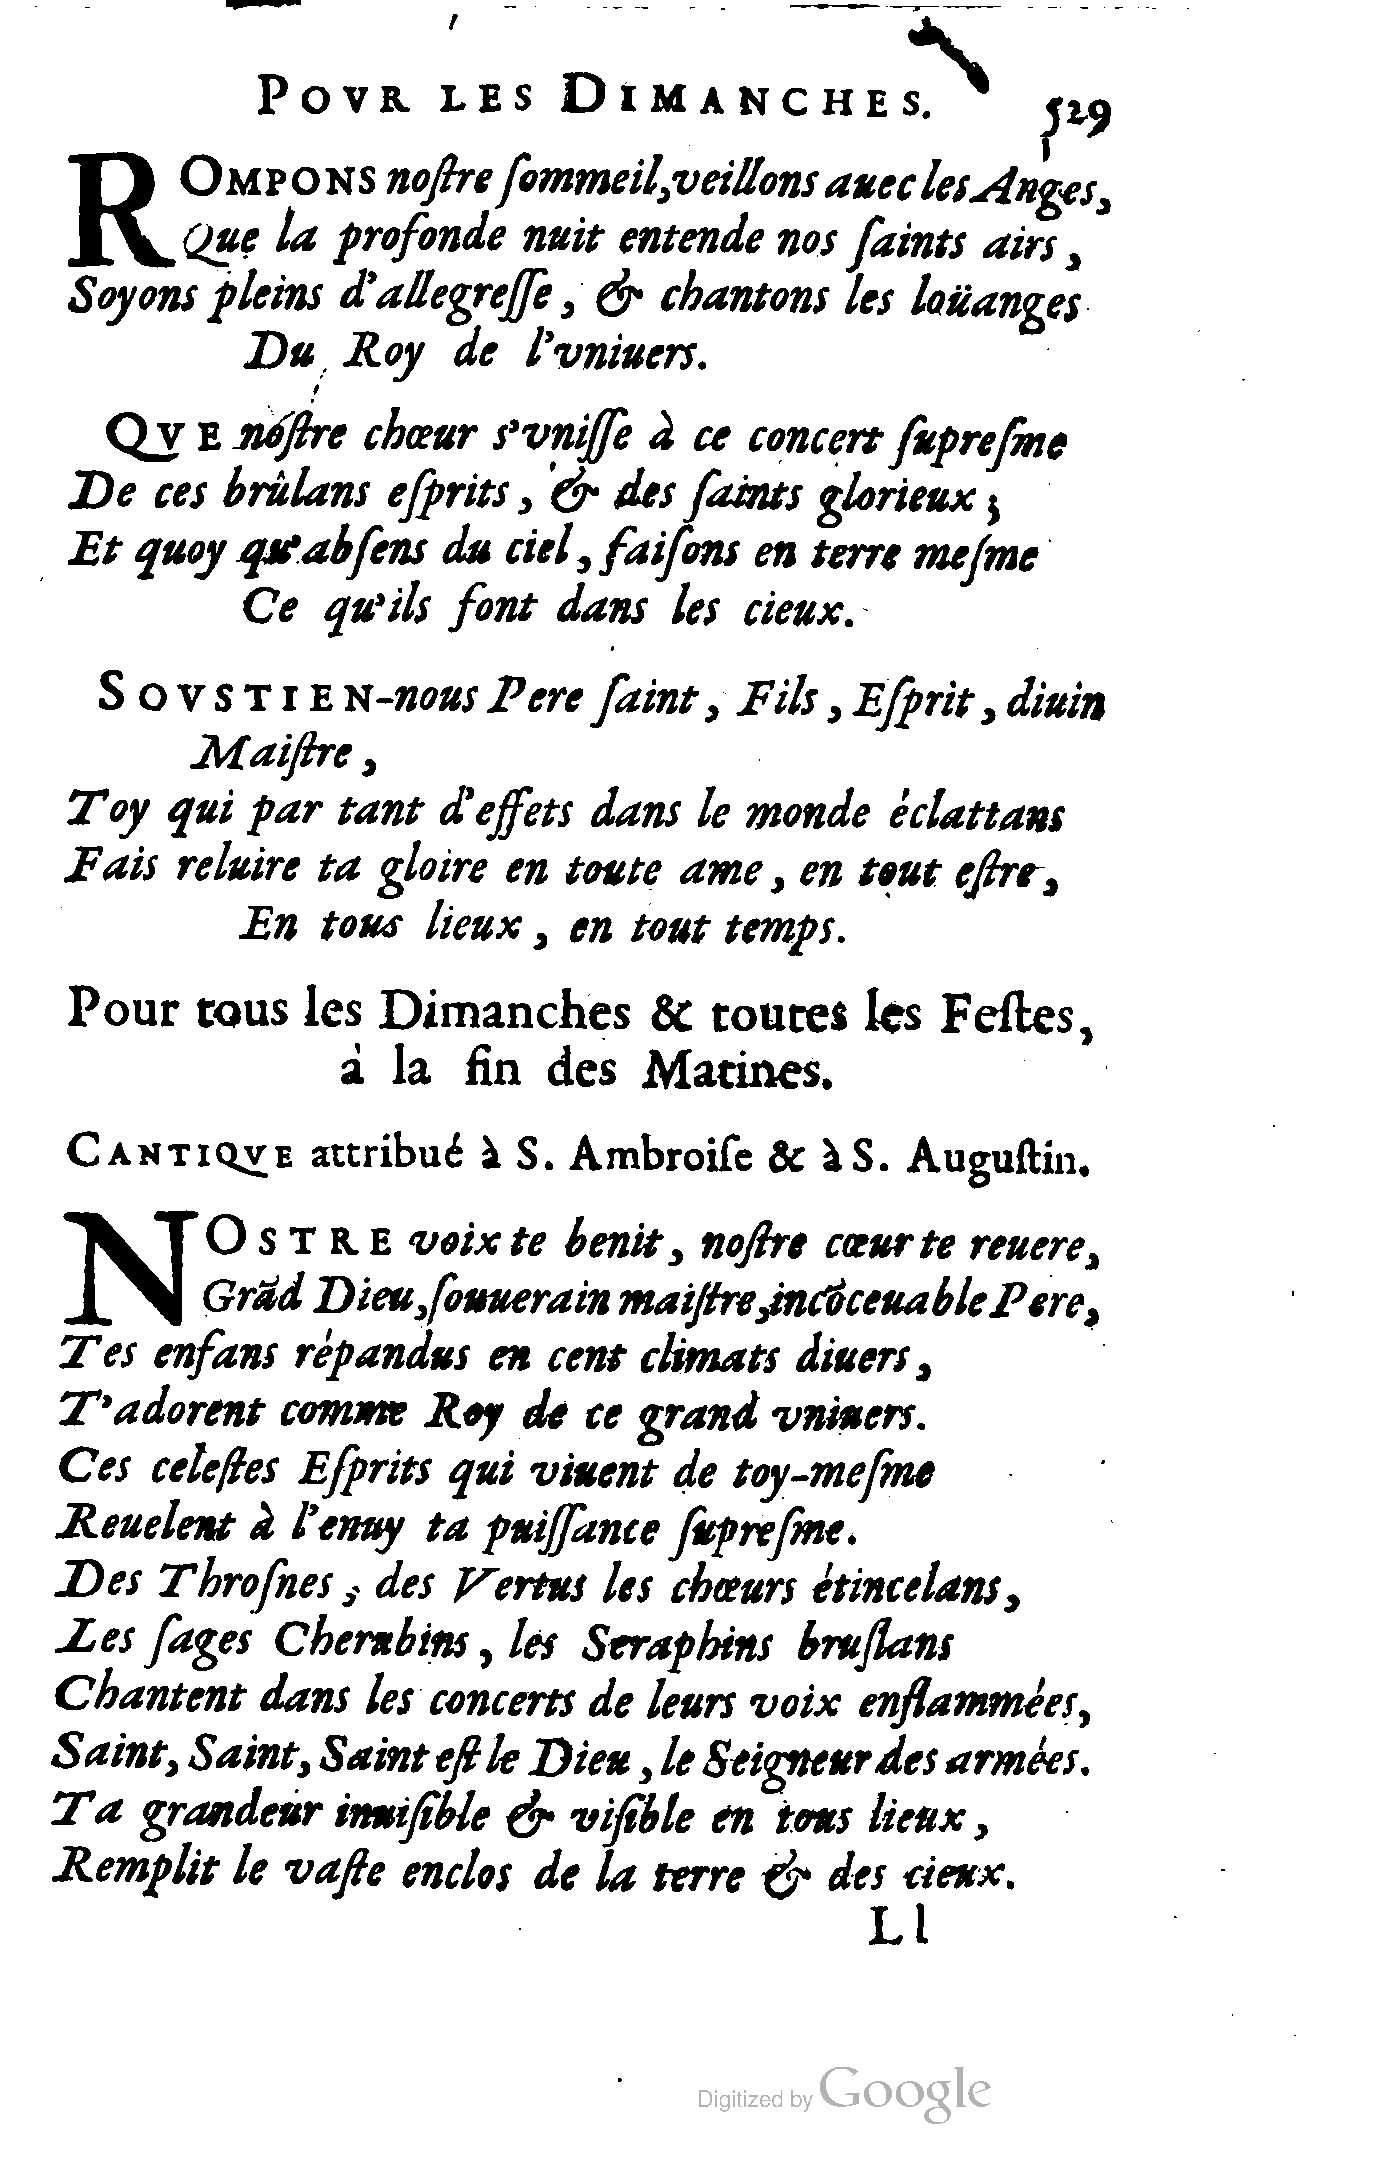 POVR LES DIMANCHES. 529
ROMPONS noſtre ſommeil, veillons auec les Anges,
Que la profonde nuit entende nos ſaints airs,
Soyons pleins d'allegreſſe, & chantons les loüanges
Du Roy de l'vniuers.
QVE noſtre chœur s'vniſſe à ce concert ſupreſme
De ces brûlans eſprits, & des ſaints glorieux;
Et quoy qu'abſens du ciel, faiſons en terre meſme
Ce qu'ils font dans les cieux.
SOVSTIEN-nous Pere ſaint, Fils, Eſprit, diuin
Maiſtre,
Toy qui par tant d'effets dans le monde éclattans
Fais reluire ta gloire en toute ame, en tout eſtre,
En tous lieux, en tout temps.
Pour tous les Dimanches & toutes les Feſtes,
à la fin des Matines.
CANTIQVE attribué à S. Ambroiſe & à S. Auguſtin.
NOSTRE voix te benit, noſtre cœur te reuere,
Grãd Dieu, ſouuerain maiſtre, incõceuable Pere,
Tes enfans répandus en cent climats diuers,
T'adorent comme Roy de ce grand vniuers.
Ces celeſtes Eſprits qui viuent de toy-meſme
Reuelent à l'enuy ta puiſſance ſupreſme.
Des Throſnes, des Vertus les chœurs étincelans,
Les ſages Cherubins, les Seraphins bruſlans
Chantent dans les concerts de leurs voix enflammées,
Saint, Saint, Saint eſt le Dieu, le Seigneur des armées.
Ta grandeur inuiſible & viſible en tous lieux,
Remplit le vaſte enclos de la terre & des cieux.
Ll
Digitized by Google